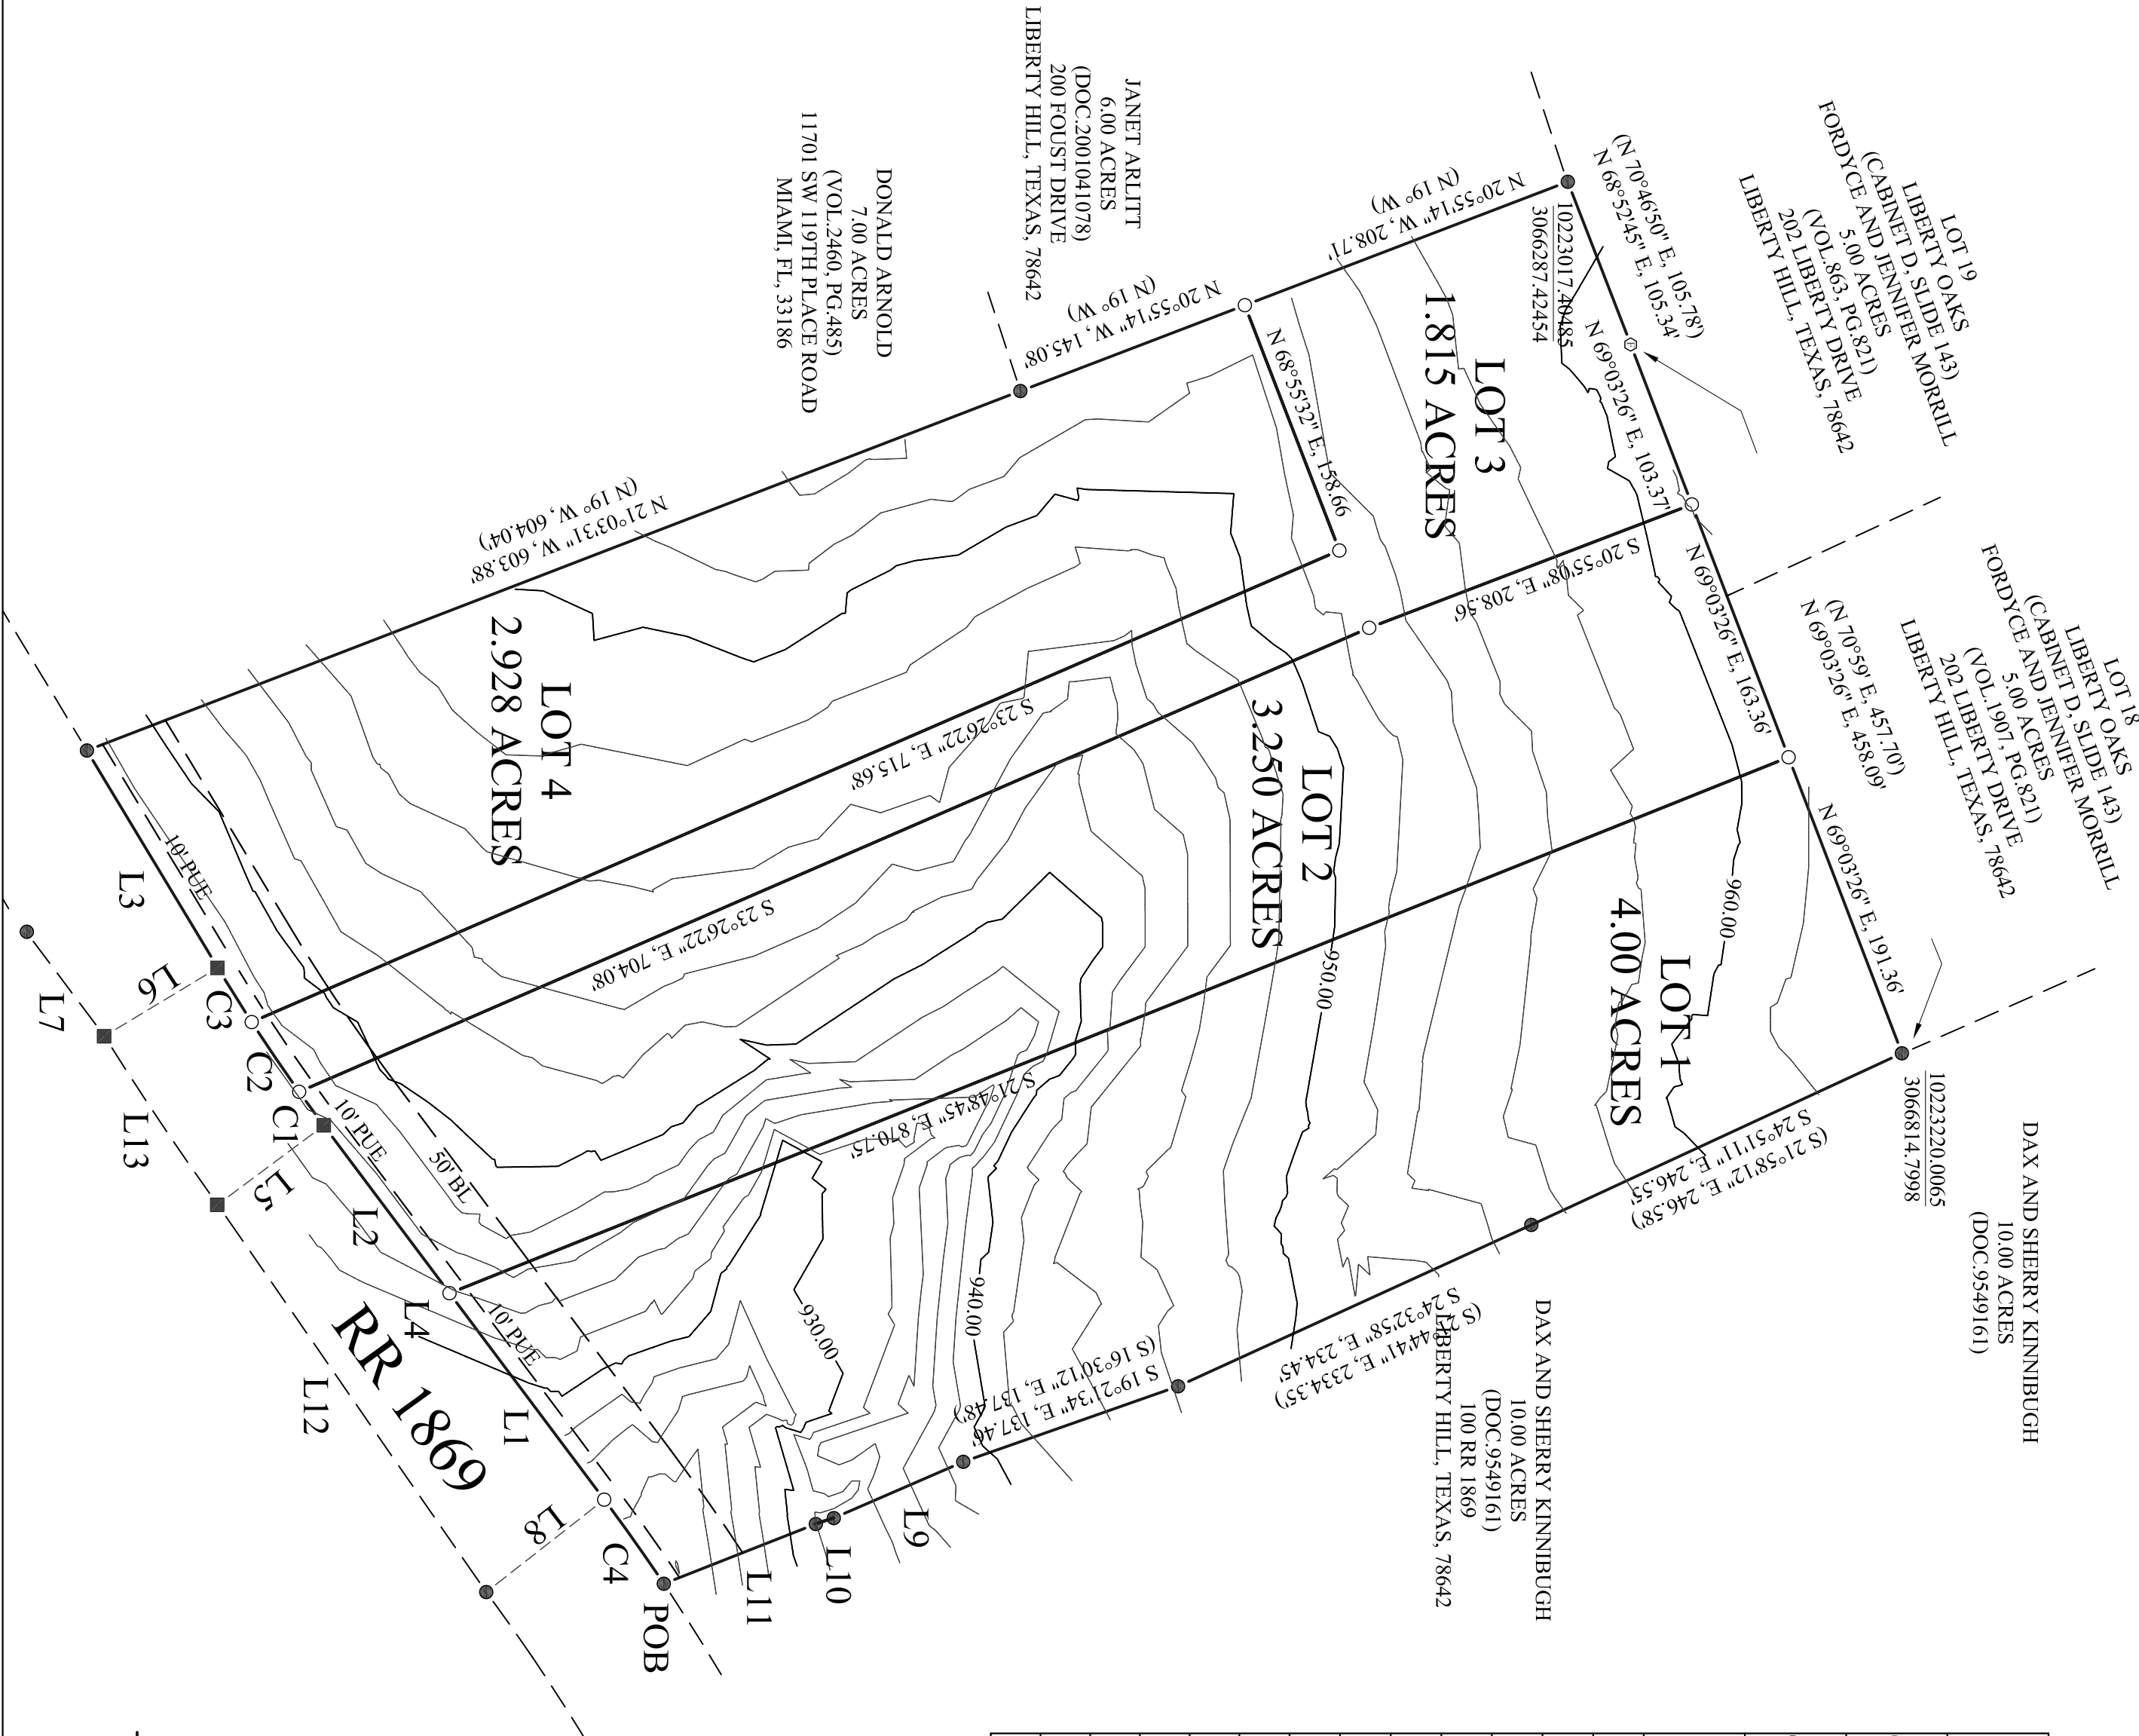 LOT 19
LIBERTY OAKS
(CABINET D, SLIDE 143)
FORDYCE AND JENNIFER MORRILL
5.00 ACRES
(VOL.863, PG.821)
202 LIBERTY DRIVE
LIBERTY HILL, TEXAS, 78642
(N 70°46'50" E, 105.78')
N 68°52'45" E, 105.34'
N 69°03'26" E, 103.37'
10223017.40485
3066287.42454
LOT 18
LIBERTY OAKS
(CABINET D, SLIDE 143)
FORDYCE AND JENNIFER MORRILL
5.00 ACRES
(VOL.1907, PG.821)
202 LIBERTY DRIVE
LIBERTY HILL, TEXAS, 78642
(N 70°59' E, 457.70')
N 69°03'26" E, 458.09'
N 69°03'26" E, 163.36'
N 69°03'26" E, 191.36'
10223220.0065
3066814.7998
DAX AND SHERRY KINNIBUGH
10.00 ACRES
(DOC.9549161)
DAX AND SHERRY KINNIBUGH
10.00 ACRES
(DOC.9549161)
100 RR 1869
LIBERTY HILL, TEXAS, 78642
JANET ARLITT
6.00 ACRES
(DOC.2001041078)
200 FOUST DRIVE
LIBERTY HILL, TEXAS, 78642
DONALD ARNOLD
7.00 ACRES
(VOL.2460, PG.485)
11701 SW 119TH PLACE ROAD
MIAMI, FL, 33186
N 20°55'14" W, 208.71'
(N 19° W)
N 20°55'14" W, 145.08'
(N 19° W)
N 21°03'31" W, 603.88'
(N 19° W, 604.04')
LOT 3
1.815 ACRES
N 68°55'32" E, 158.66
S 20°55'08" E, 208.56'
LOT 2
3.250 ACRES
LOT 1
4.00 ACRES
LOT 4
2.928 ACRES
S 23°26'22" E, 715.68'
S 23°26'22" E, 704.08'
S 21°48'45" E, 870.75'
S 24°51'11" E, 246.55'
(S 21°58'12" E, 246.58')
S 24°32'58" E, 234.45'
(S 21°44'41" E, 2334.35')
S 19°21'34" E, 137.46'
(S 16°30'12" E, 137.48')
960.00
950.00
940.00
930.00
10' PUE
10' PUE
10' PUE
50' BL
L3
L6
L7
C3
C2
C1
L13
L5
L2
L4
L12
RR 1869
L1
L8
C4
POB
L11
L10
L9